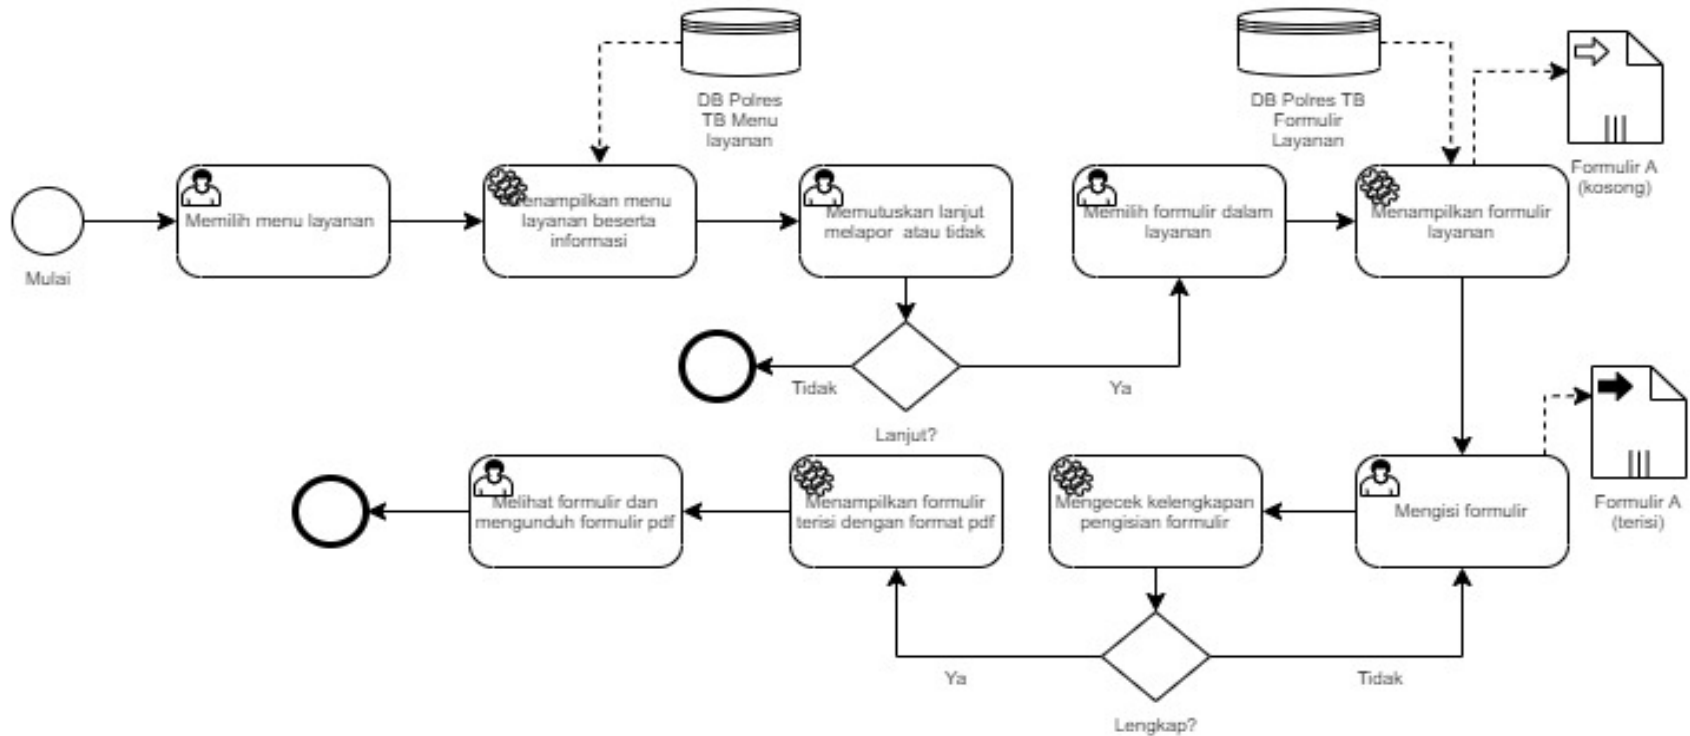 DB Polres
TB Menu
layanan
DB Polres TB
Formulir
Layanan
Formulir A
(kosong)
Mulai
Memilih menu layanan
Menampilkan menu
layanan beserta
informasi
Memutuskan lanjut
melapor atau tidak
Memilih formulir dalam
layanan
Menampilkan formulir
layanan
Tidak
Ya
Lanjut?
Melihat formulir dan
mengunduh formulir pdf
Menampilkan formulir
terisi dengan format pdf
Mengecek kelengkapan
pengisian formulir
Mengisi formulir
Formulir A
(terisi)
Ya
Tidak
Lengkap?